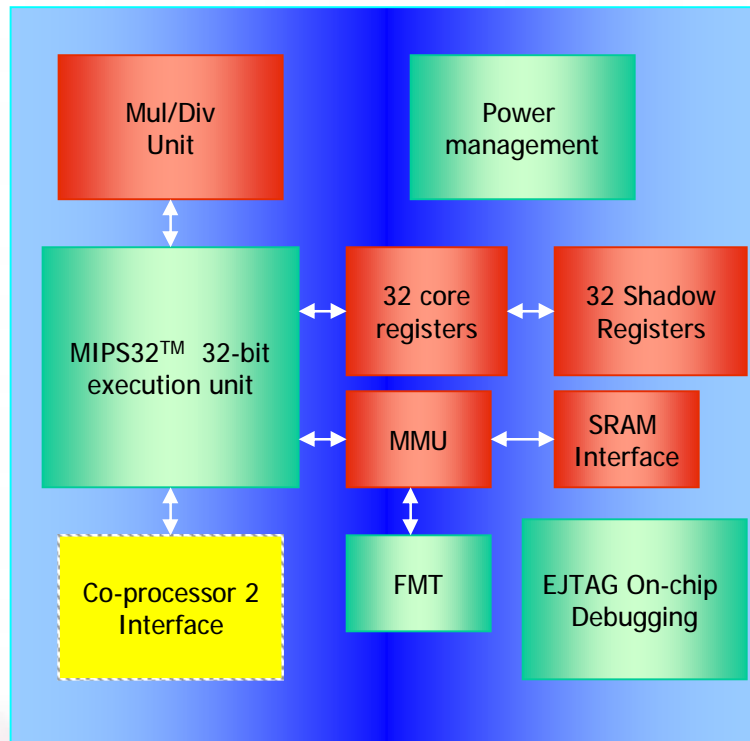 Mul/Div
Unit
Power
management
MIPS32™ 32-bit
execution unit
32 core
registers
32 Shadow
Registers
MMU
SRAM
Interface
Co-processor 2
Interface
FMT
EJTAG On-chip
Debugging